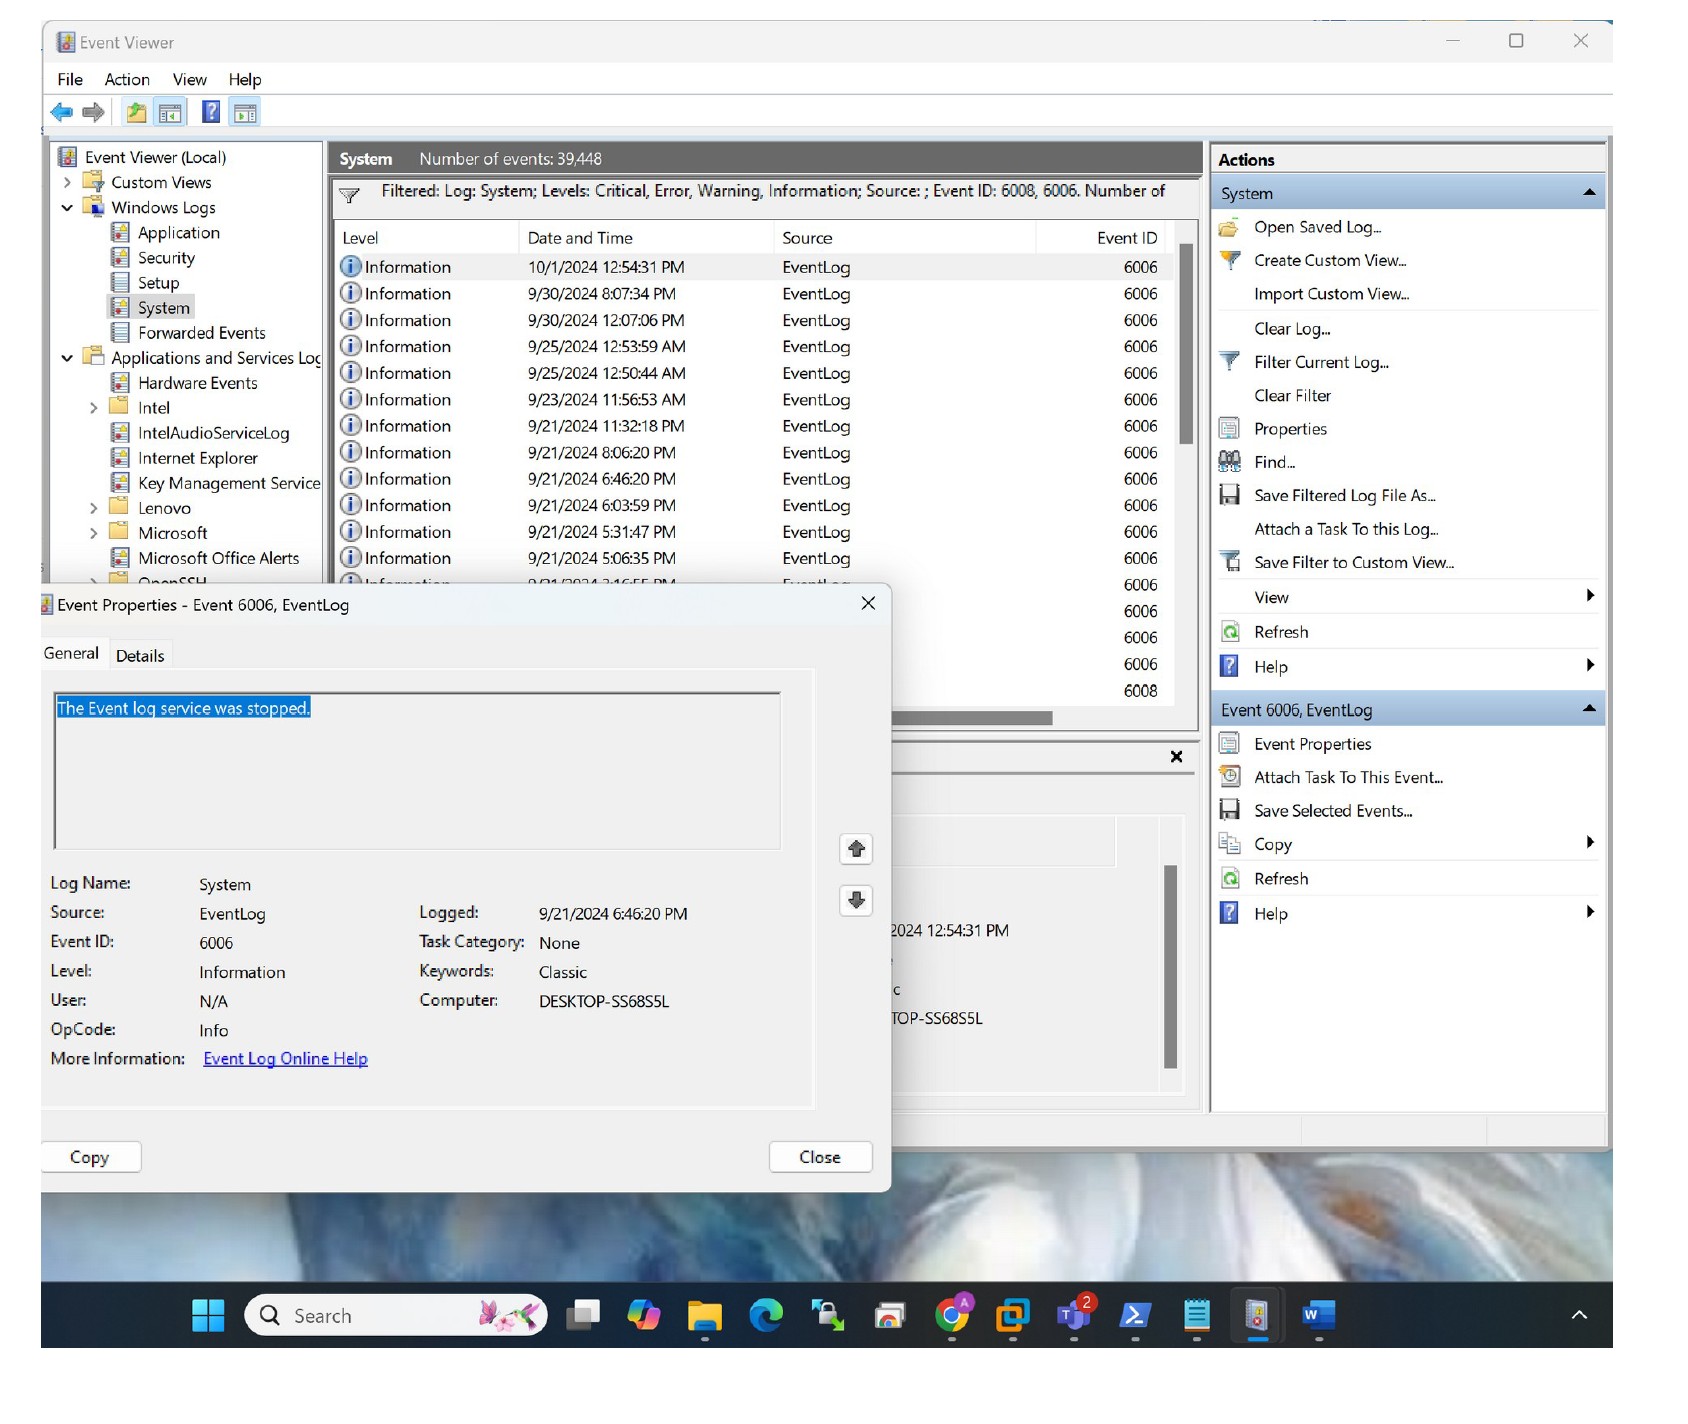 Event Viewer
File Action View Help
Event Viewer (Local)
Custom Views
Windows Logs
Application
Security
Setup
System
Forwarded Events
Applications and Services Log
Hardware Events
Intel
IntelAudioServiceLog
Internet Explorer
Key Management Service
Lenovo
Microsoft
Microsoft Office Alerts
OpenSSH
System Number of events: 39,448
Filtered: Log: System; Levels: Critical, Error, Warning, Information; Source: ; Event ID: 6008, 6006. Number of
Level Date and Time Source Event ID
Information 10/1/2024 12:54:31 PM EventLog 6006
Information 9/30/2024 8:07:34 PM EventLog 6006
Information 9/30/2024 12:07:06 PM EventLog 6006
Information 9/25/2024 12:53:59 AM EventLog 6006
Information 9/25/2024 12:50:44 AM EventLog 6006
Information 9/23/2024 11:56:53 AM EventLog 6006
Information 9/21/2024 11:32:18 PM EventLog 6006
Information 9/21/2024 8:06:20 PM EventLog 6006
Information 9/21/2024 6:46:20 PM EventLog 6006
Information 9/21/2024 6:03:59 PM EventLog 6006
Information 9/21/2024 5:31:47 PM EventLog 6006
Information 9/21/2024 5:06:35 PM EventLog 6006
Information 9/21/2024 3:16:55 PM EventLog 6006
6006
6006
6006
6008
2024 12:54:31 PM
c
TOP-SS68S5L
Actions
System
Open Saved Log...
Create Custom View...
Import Custom View...
Clear Log...
Filter Current Log...
Clear Filter
Properties
Find...
Save Filtered Log File As...
Attach a Task To this Log...
Save Filter to Custom View...
View
Refresh
Help
Event 6006, EventLog
Event Properties
Attach Task To This Event...
Save Selected Events...
Copy
Refresh
Help
Event Properties - Event 6006, EventLog
General Details
The Event log service was stopped.
Log Name: System
Source: EventLog Logged: 9/21/2024 6:46:20 PM
Event ID: 6006 Task Category: None
Level: Information Keywords: Classic
User: N/A Computer: DESKTOP-SS68S5L
OpCode: Info
More Information: Event Log Online Help
Copy Close
Search
A
2